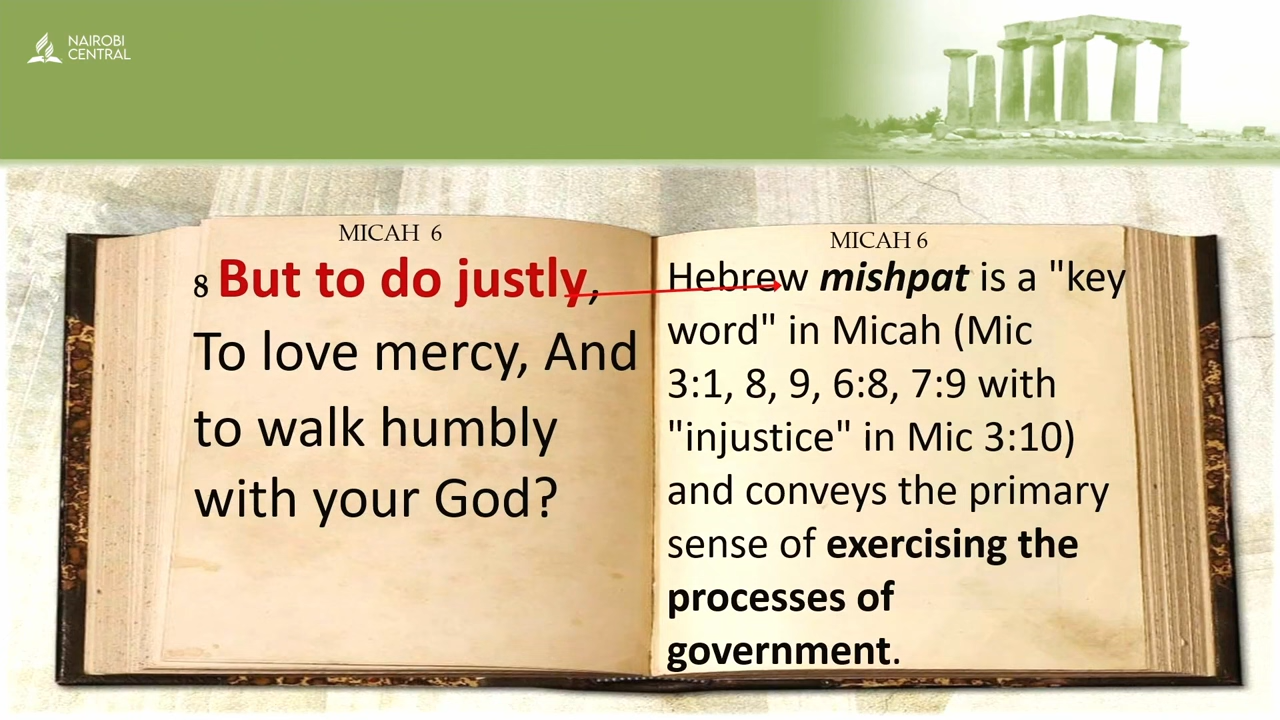 NAIROBI
CENTRAL
MICAH 6
8 But to do justly,
To love mercy, And
to walk humbly
with your God?
MICAH 6
Hebrew mishpat is a "key
word" in Micah (Mic
3:1, 8, 9, 6:8, 7:9 with
"injustice" in Mic 3:10)
and conveys the primary
sense of exercising the
processes of
government.